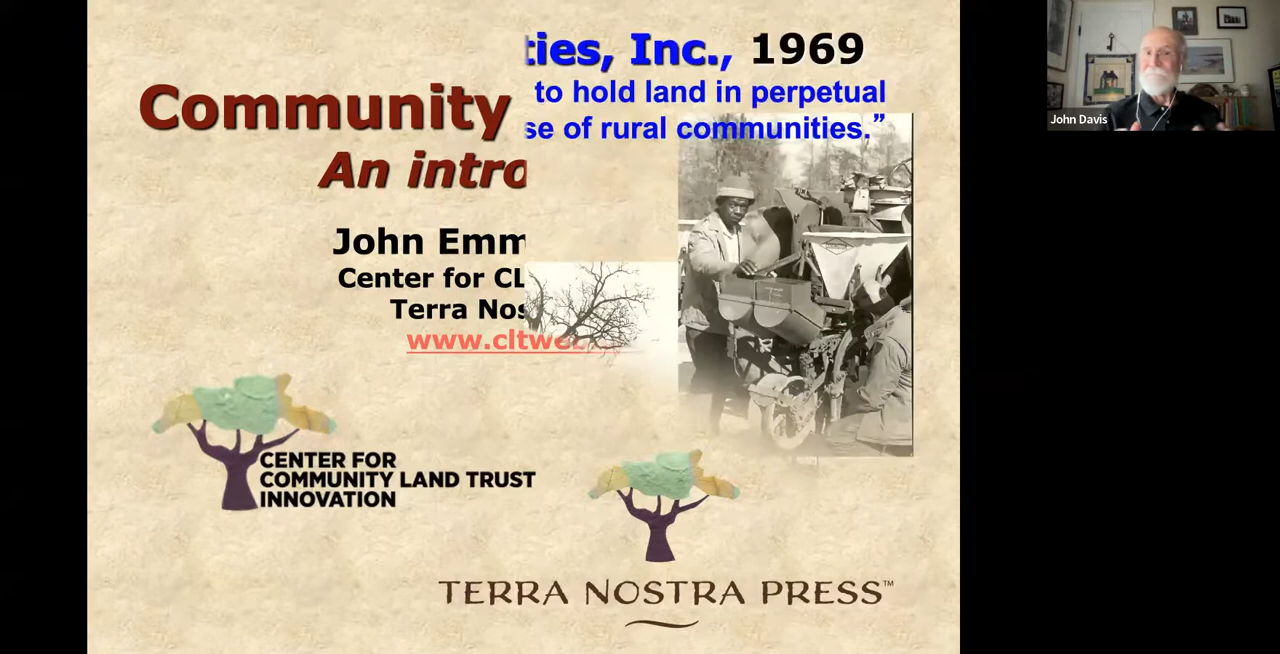 ties, Inc., 1969
to hold land in perpetual
Community
se of rural communities.”
An intro
John Emm
Center for CL
Terra Nos
www.cltwe
CENTER FOR
COMMUNITY LAND TRUST
INNOVATION
TERRA NOSTRA PRESS™
John Davis